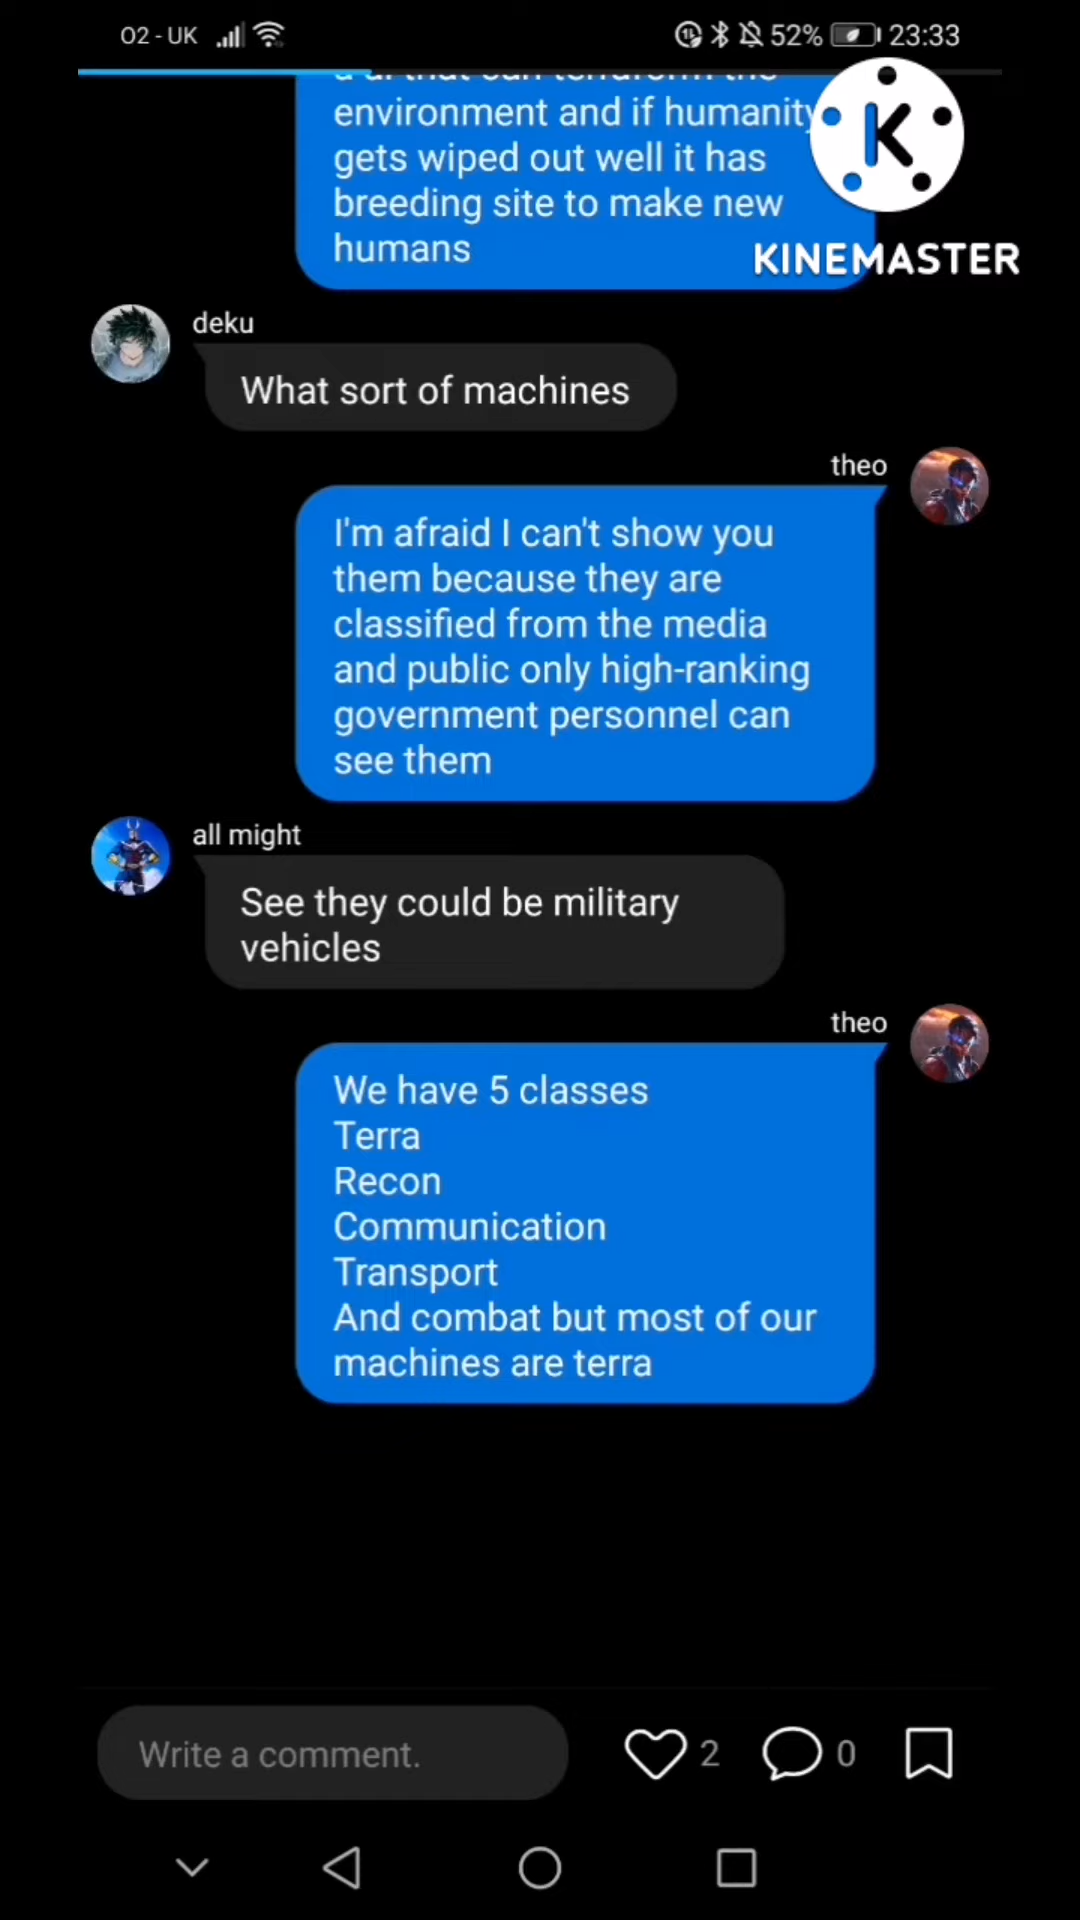 O2 - UK 52% 23:33
environment and if humanity
gets wiped out well it has
breeding site to make new
humans
K
KINEMASTER
deku
What sort of machines
theo
I'm afraid I can't show you
them because they are
classified from the media
and public only high-ranking
government personnel can
see them
all might
See they could be military
vehicles
theo
We have 5 classes
Terra
Recon
Communication
Transport
And combat but most of our
machines are terra
Write a comment. 2 0